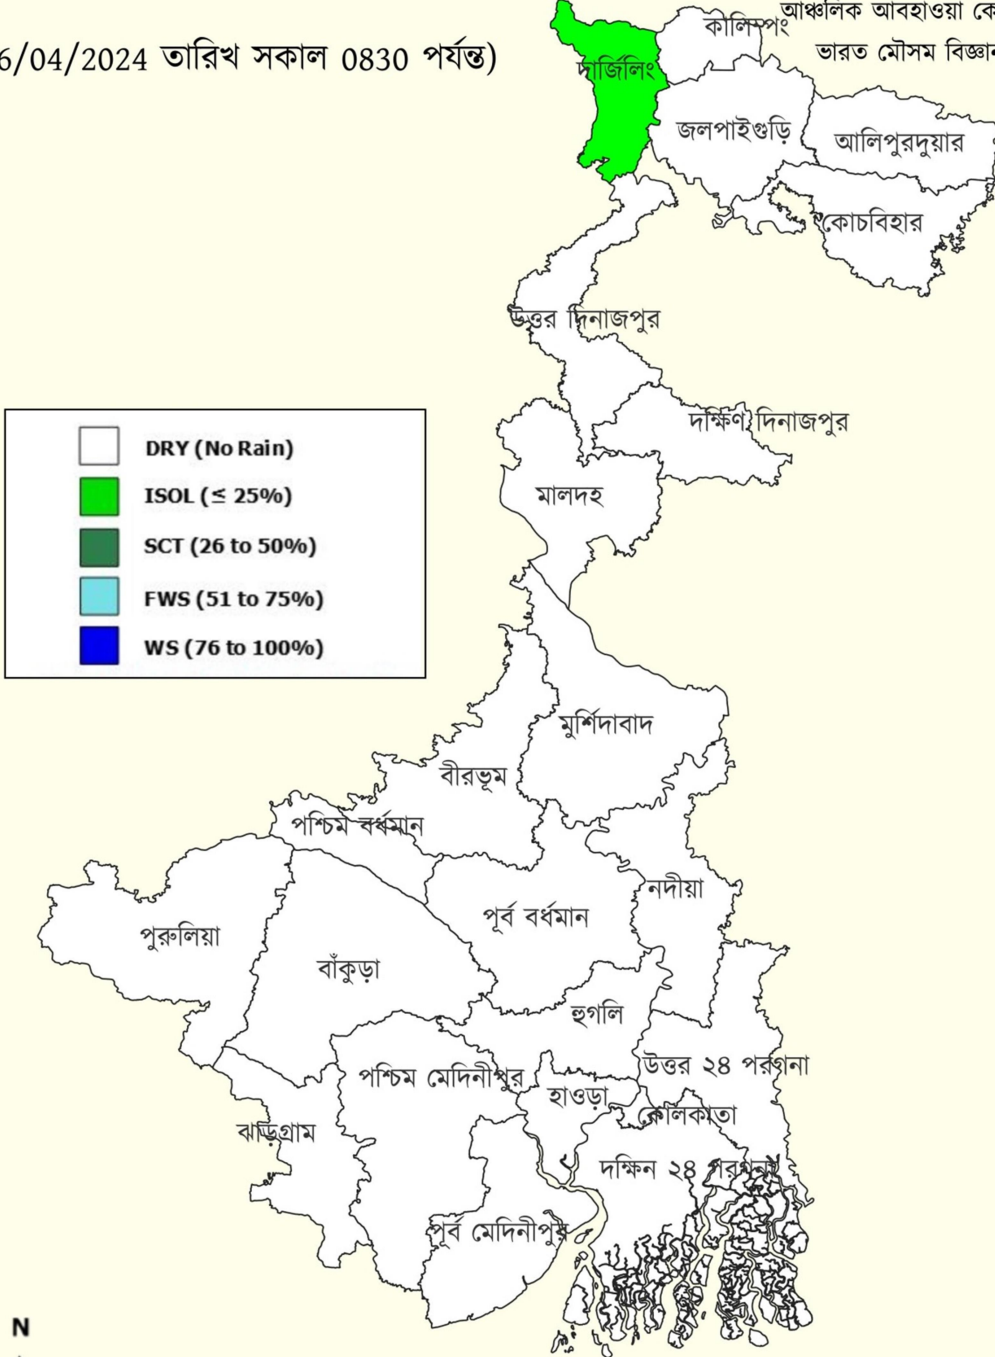 আঞ্চলিক আবহাওয়া
6/04/2024 তারিখ সকাল 0830 পর্যন্ত)
ভারত মৌসম
কালিম্পং
দার্জিলিং
জলপাইগুড়ি
আলিপুরদুয়ার
কোচবিহার
উত্তর দিনাজপুর
দক্ষিণ দিনাজপুর
DRY (No Rain)
ISOL (≤ 25%)
SCT (26 to 50%)
FWS (51 to 75%)
WS (76 to 100%)
মালদহ
মুর্শিদাবাদ
বীরভূম
পশ্চিম বর্ধমান
নদীয়া
পূর্ব বর্ধমান
পুরুলিয়া
বাঁকুড়া
হুগলি
উত্তর ২৪ পরগনা
পশ্চিম মেদিনীপুর
হাওড়া
কোলকাতা
ঝাড়গ্রাম
দক্ষিন ২৪ পরগনা
পূর্ব মেদিনীপুর
N